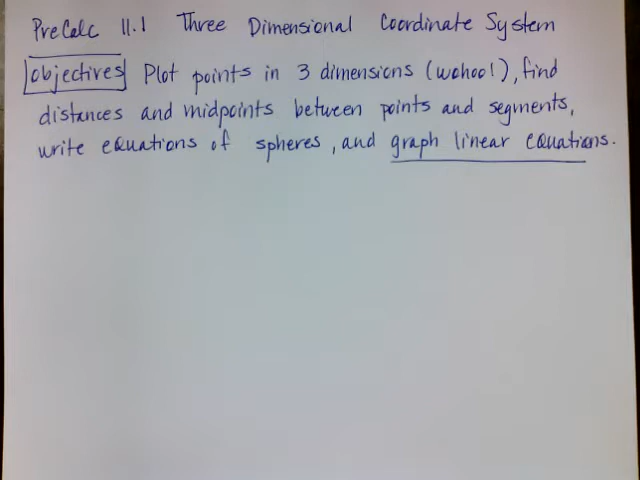 PreCalc 11.1 Three Dimensional Coordinate System
objectives Plot points in 3 dimensions (wohoo!), find
distances and midpoints between points and segments,
write equations of spheres, and graph linear equations.